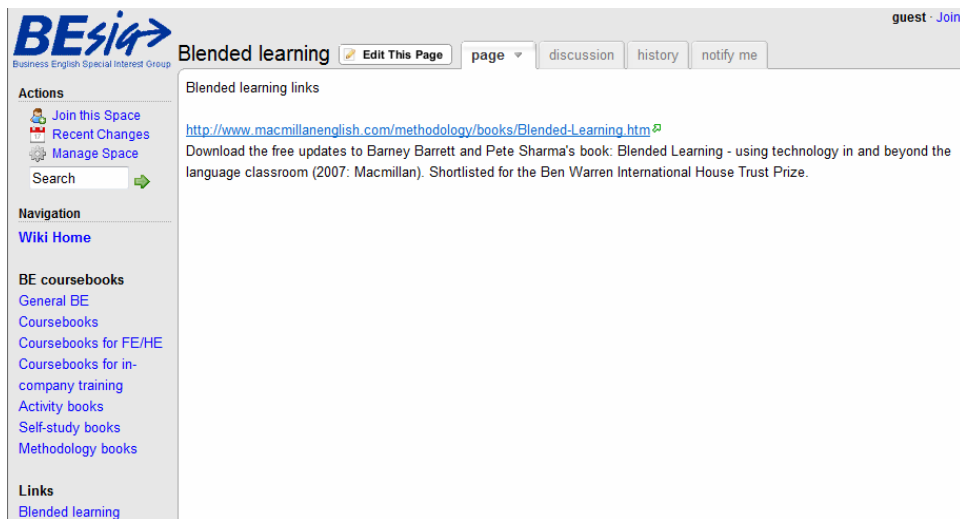 guest · Join
BEsig
Business English Special Interest Group
Blended learning
Edit This Page
page
discussion
history
notify me
Actions
Join this Space
Recent Changes
Manage Space
Search
Navigation
Wiki Home
BE coursebooks
General BE
Coursebooks
Coursebooks for FE/HE
Coursebooks for in-
company training
Activity books
Self-study books
Methodology books
Links
Blended learning
Blended learning links
http://www.macmillanenglish.com/methodology/books/Blended-Learning.htm
Download the free updates to Barney Barrett and Pete Sharma's book: Blended Learning - using technology in and beyond the
language classroom (2007: Macmillan). Shortlisted for the Ben Warren International House Trust Prize.